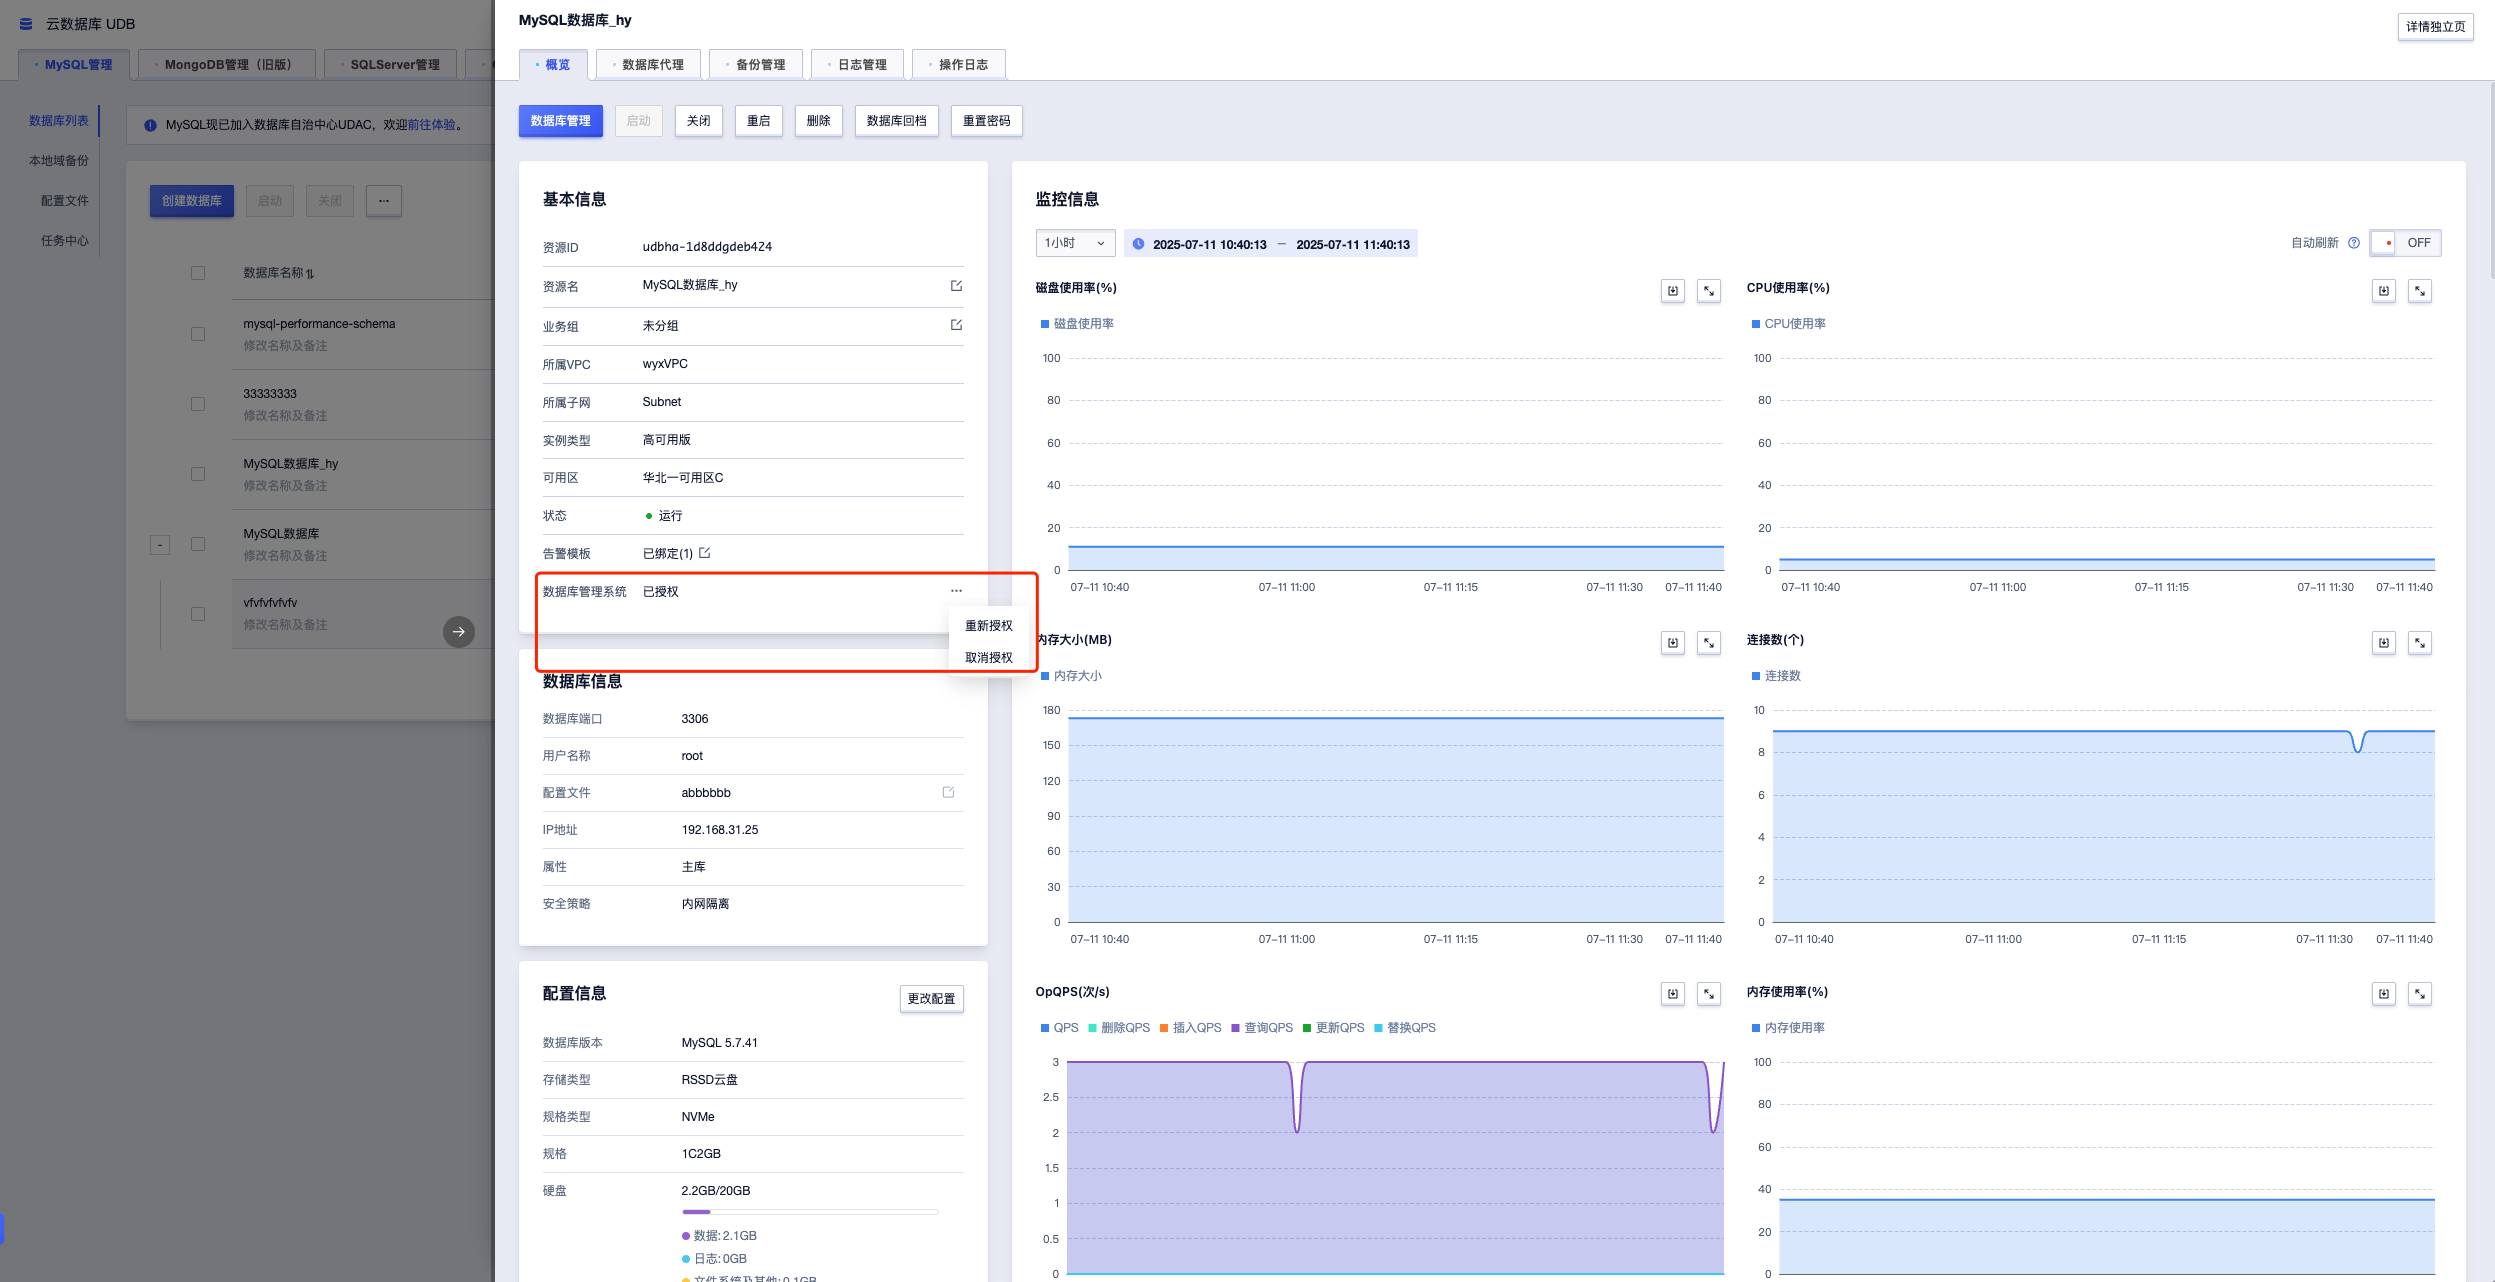 云数据库 UDB
MySQL管理
MongoDB管理（旧版）
SQLServer管理
数据库列表
本地域备份
配置文件
任务中心
MySQL现已加入数据库自治中心UDAC，欢迎前往体验。
创建数据库
启动
关闭
...
数据库名称
mysql-performance-schema
修改名称及备注
33333333
修改名称及备注
MySQL数据库_hy
修改名称及备注
MySQL数据库
修改名称及备注
vfvfvfvfvfv
修改名称及备注
MySQL数据库_hy
详情独立页
概览
数据库代理
备份管理
日志管理
操作日志
数据库管理
启动
关闭
重启
删除
数据库回档
重置密码
基本信息
资源ID udbha-1d8ddgdeb424
资源名 MySQL数据库_hy
业务组 未分组
所属VPC wyxVPC
所属子网 Subnet
实例类型 高可用版
可用区 华北一可用区C
状态 运行
告警模板 已绑定(1)
数据库管理系统 已授权 ...
重新授权
取消授权
数据库信息
数据库端口 3306
用户名称 root
配置文件 abbbbbb
IP地址 192.168.31.25
属性 主库
安全策略 内网隔离
配置信息
更改配置
数据库版本 MySQL 5.7.41
存储类型 RSSD云盘
规格类型 NVMe
规格 1C2GB
硬盘 2.2GB/20GB
数据: 2.1GB
日志: 0GB
文件系统及其他: 0.1GB
监控信息
1小时
2025-07-11 10:40:13 – 2025-07-11 11:40:13
自动刷新
OFF
磁盘使用率(%)
磁盘使用率
100
80
60
40
20
0
07-11 10:40 07-11 11:00 07-11 11:15 07-11 11:30 07-11 11:40
CPU使用率(%)
CPU使用率
100
80
60
40
20
0
07-11 10:40 07-11 11:00 07-11 11:15 07-11 11:30 07-11 11:40
内存大小(MB)
内存大小
180
150
120
90
60
30
0
07-11 10:40 07-11 11:00 07-11 11:15 07-11 11:30 07-11 11:40
连接数(个)
连接数
10
8
6
4
2
0
07-11 10:40 07-11 11:00 07-11 11:15 07-11 11:30 07-11 11:40
OpQPS(次/s)
QPS 删除QPS 插入QPS 查询QPS 更新QPS 替换QPS
3
2.5
2
1.5
1
0.5
0
内存使用率(%)
内存使用率
100
80
60
40
20
0